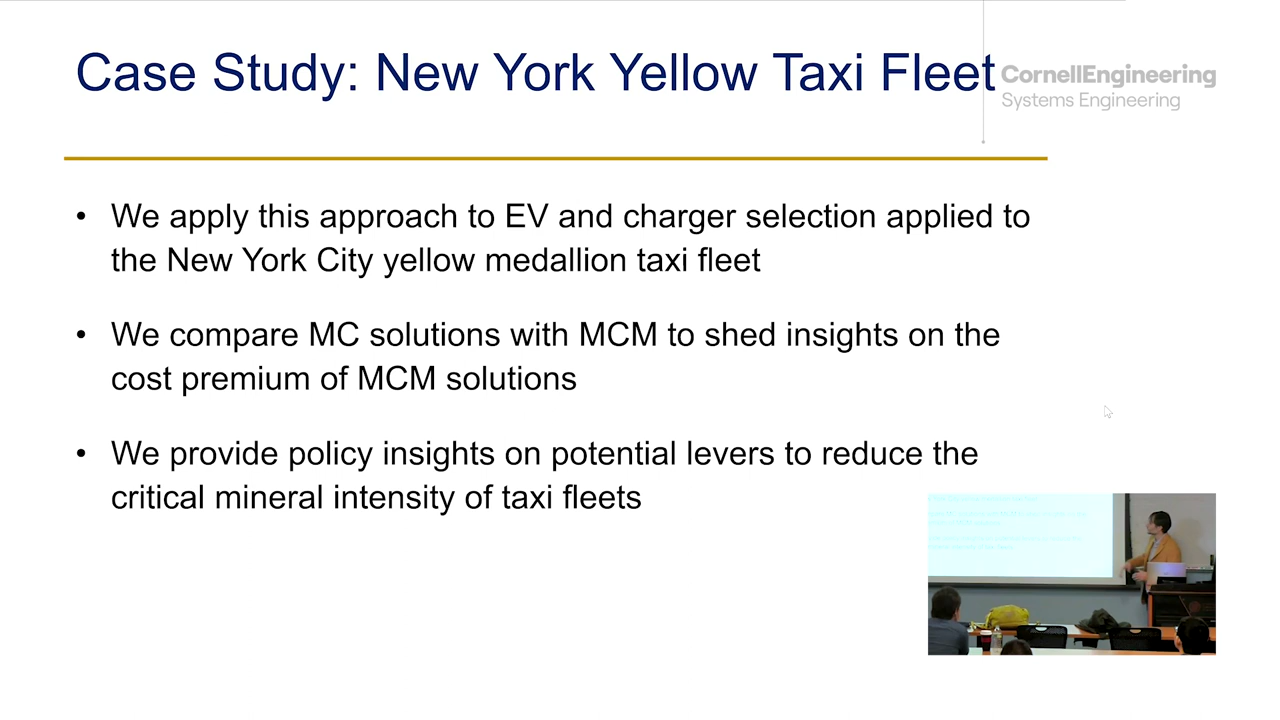 Case Study: New York Yellow Taxi Fleet
CornellEngineering
Systems Engineering
• We apply this approach to EV and charger selection applied to
the New York City yellow medallion taxi fleet
• We compare MC solutions with MCM to shed insights on the
cost premium of MCM solutions
• We provide policy insights on potential levers to reduce the
critical mineral intensity of taxi fleets